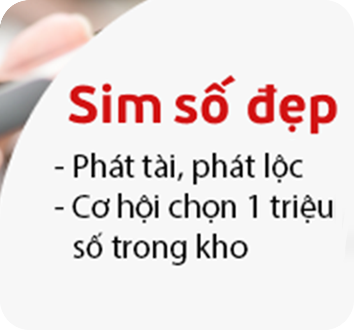 Sim số đẹp
- Phát tài, phát lộc
- Cơ hội chọn 1 triệu
số trong kho